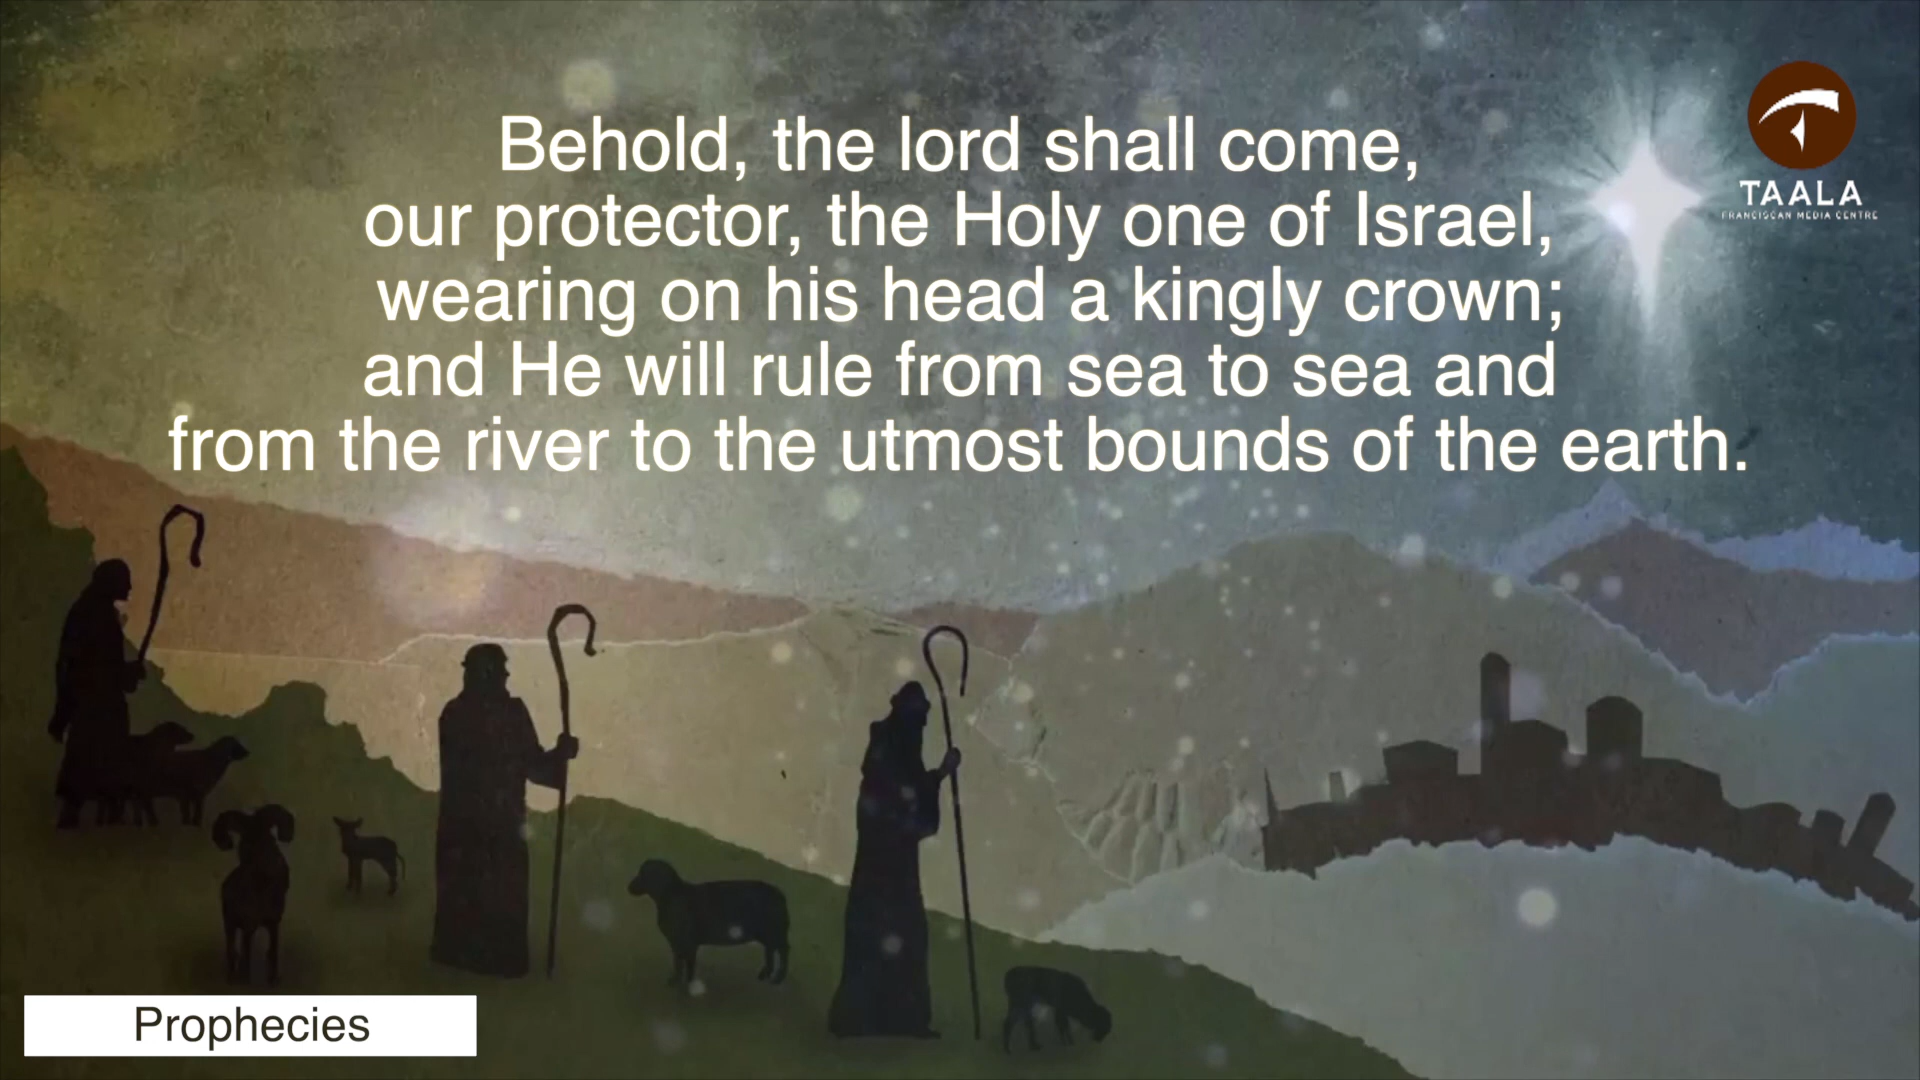 Behold, the lord shall come,
our protector, the Holy one of Israel,
wearing on his head a kingly crown;
and He will rule from sea to sea and
from the river to the utmost bounds of the earth.
TAALA
FRANCISCAN MEDIA CENTRE
Prophecies